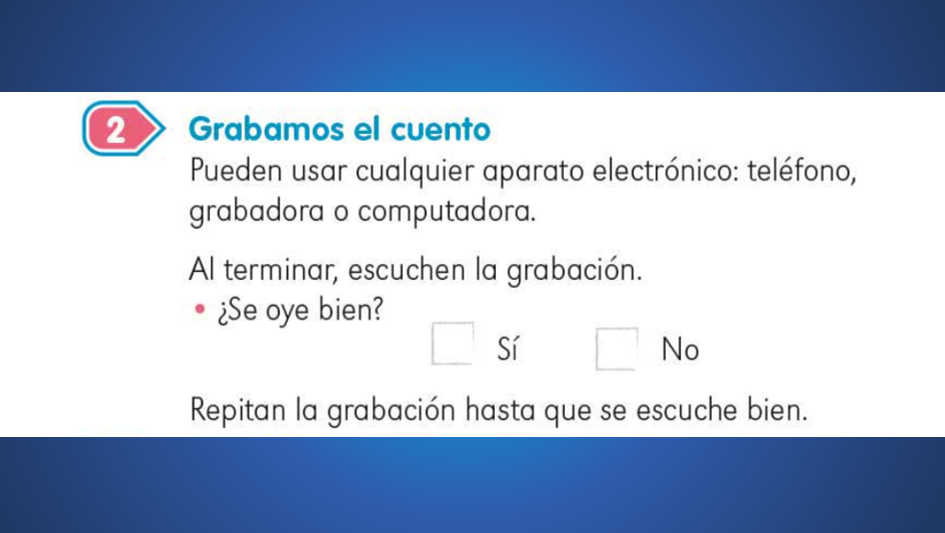 2
Grabamos el cuento
Pueden usar cualquier aparato electrónico: teléfono,
grabadora o computadora.
Al terminar, escuchen la grabación.
• ¿Se oye bien?
Sí No
Repitan la grabación hasta que se escuche bien.